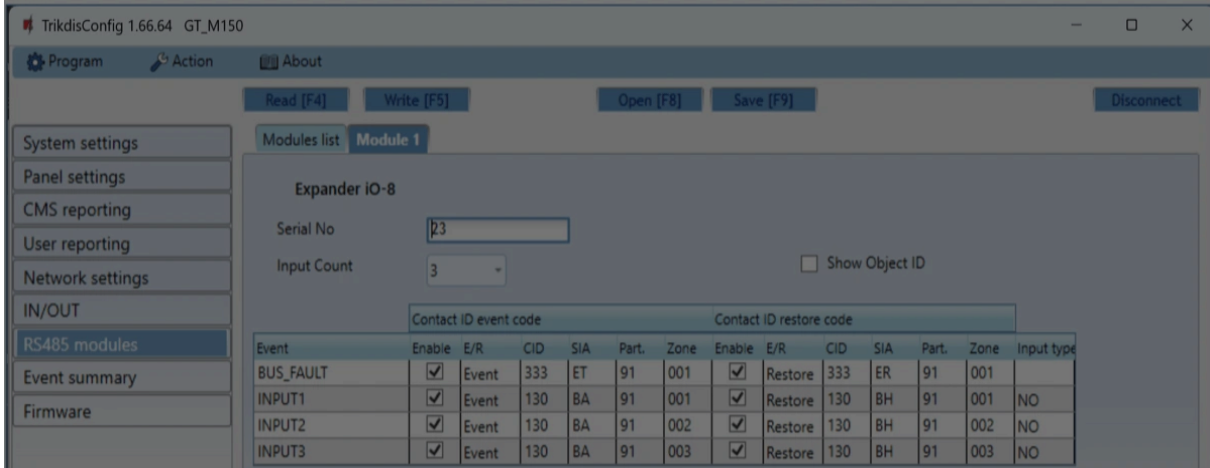 TrikdisConfig 1.66.64 GT_M150
Program Action About
Read [F4] Write [F5] Open [F8] Save [F9] Disconnect
System settings
Panel settings
CMS reporting
User reporting
Network settings
IN/OUT
RS485 modules
Event summary
Firmware
Modules list Module 1
Expander iO-8
Serial No 23
Input Count 3 Show Object ID
Contact ID event code Contact ID restore code
Event Enable E/R CID SIA Part. Zone Enable E/R CID SIA Part. Zone Input type
BUS_FAULT Event 333 ET 91 001 Restore 333 ER 91 001
INPUT1 Event 130 BA 91 001 Restore 130 BH 91 001 NO
INPUT2 Event 130 BA 91 002 Restore 130 BH 91 002 NO
INPUT3 Event 130 BA 91 003 Restore 130 BH 91 003 NO